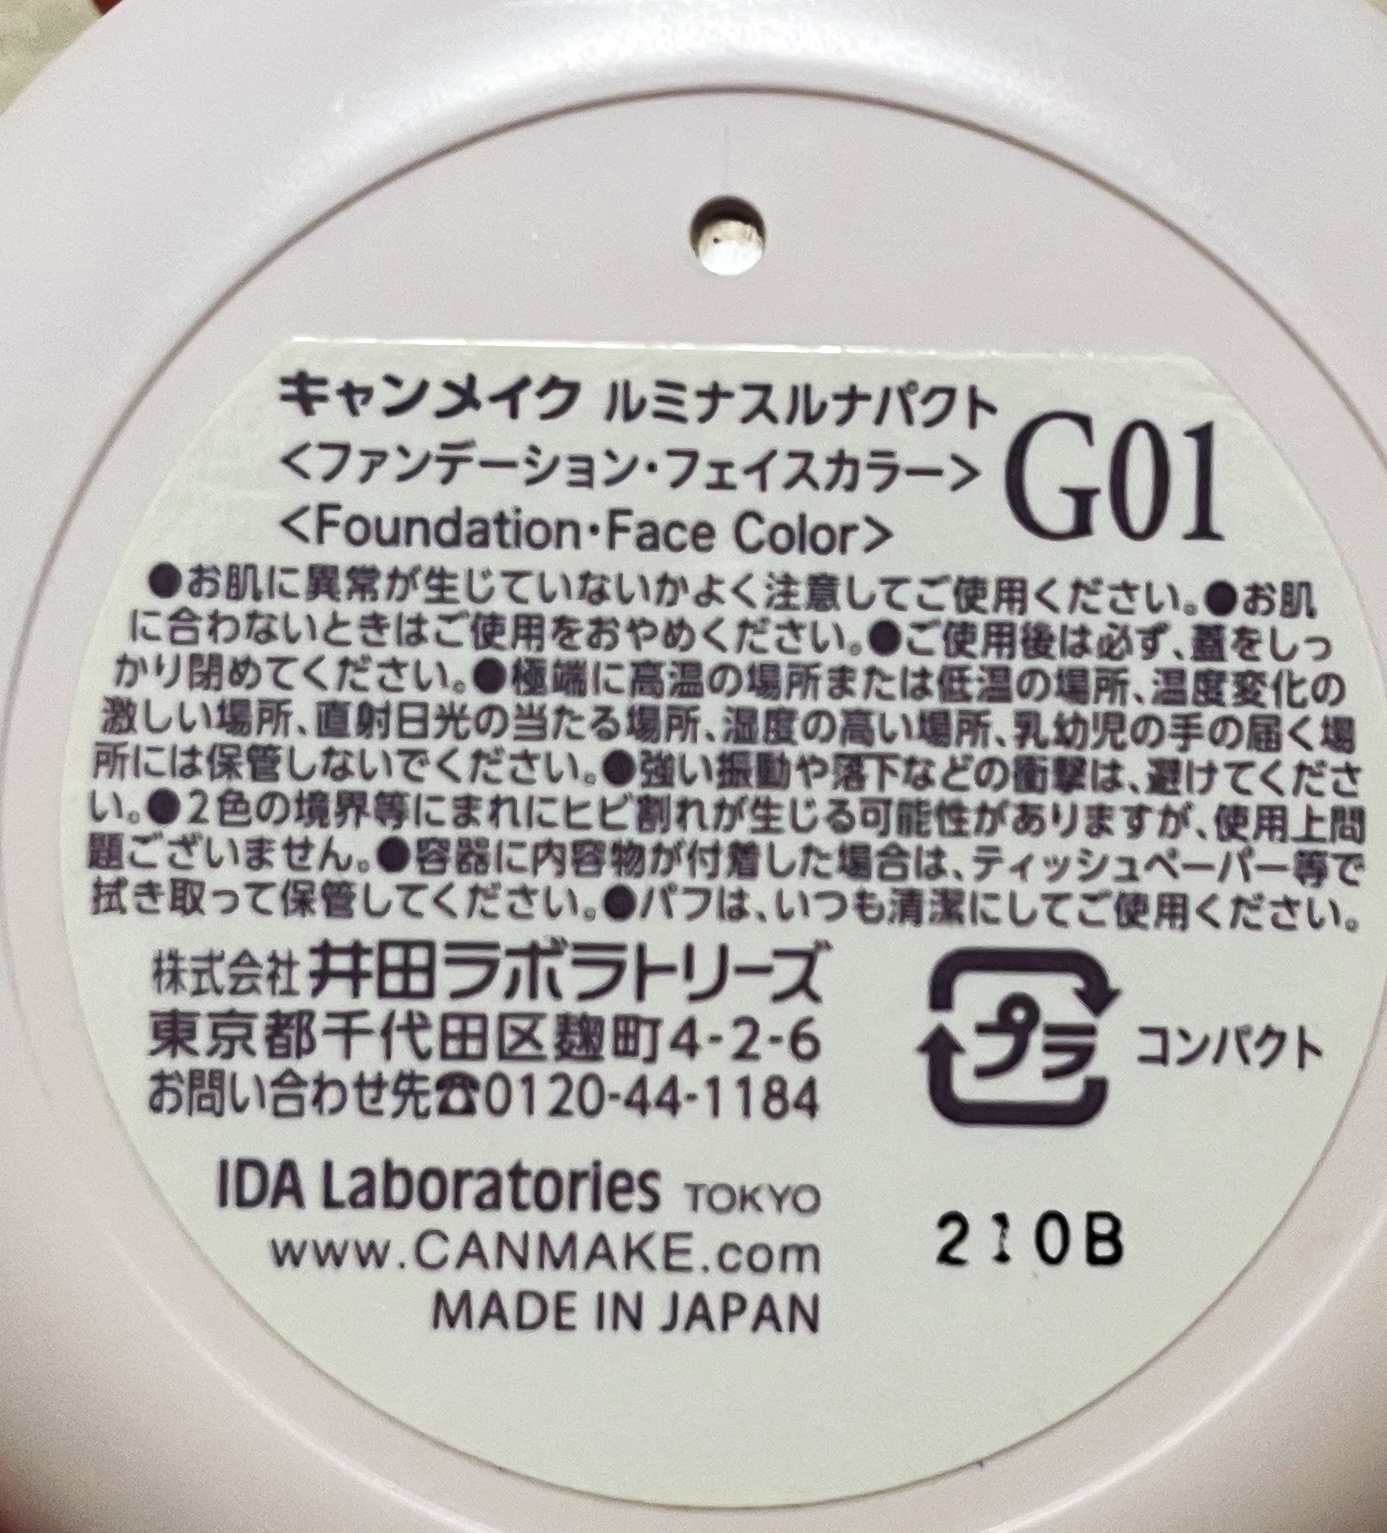 キャンメイク ルミナスルナパクト
<ファンデーション・フェイスカラー>
G01
<Foundation・Face Color>
●お肌に異常が生じていないかよく注意してご使用ください。●お肌
に合わないときはご使用をおやめください。●ご使用後は必ず、蓋をしっ
かり閉めてください。●極端に高温の場所または低温の場所、温度変化の
激しい場所、直射日光の当たる場所、湿度の高い場所、乳幼児の手の届く場
所には保管しないでください。●強い振動や落下などの衝撃は、避けてくださ
い。●2色の境界等にまれにヒビ割れが生じる可能性がありますが、使用上問
題ございません。●容器に内容物が付着した場合は、ティッシュペーパー等で
拭き取って保管してください。●パフは、いつも清潔にしてご使用ください。
株式会社井田ラボラトリーズ
東京都千代田区麹町4-2-6
お問い合わせ先☎0120-44-1184
プラ コンパクト
IDA Laboratories TOKYO
www.CANMAKE.com
MADE IN JAPAN
210B